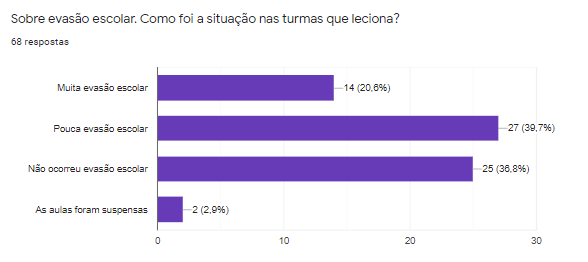 Sobre evasão escolar. Como foi a situação nas turmas que leciona?
68 respostas
Muita evasão escolar
14 (20,6%)
Pouca evasão escolar
27 (39,7%)
Não ocorreu evasão escolar
25 (36,8%)
As aulas foram suspensas
2 (2,9%)
0 10 20 30